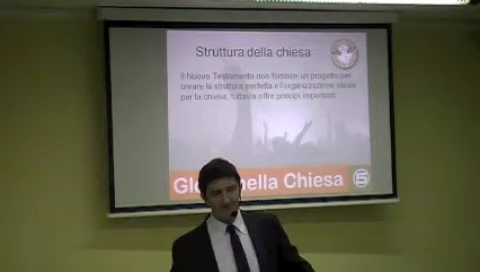 Struttura della chiesa
Il Nuovo Testamento non fornisce un progetto per
creare la struttura perfetta e l'organizzazione ideale
per la chiesa, tuttavia offre principi importanti
nella Chiesa